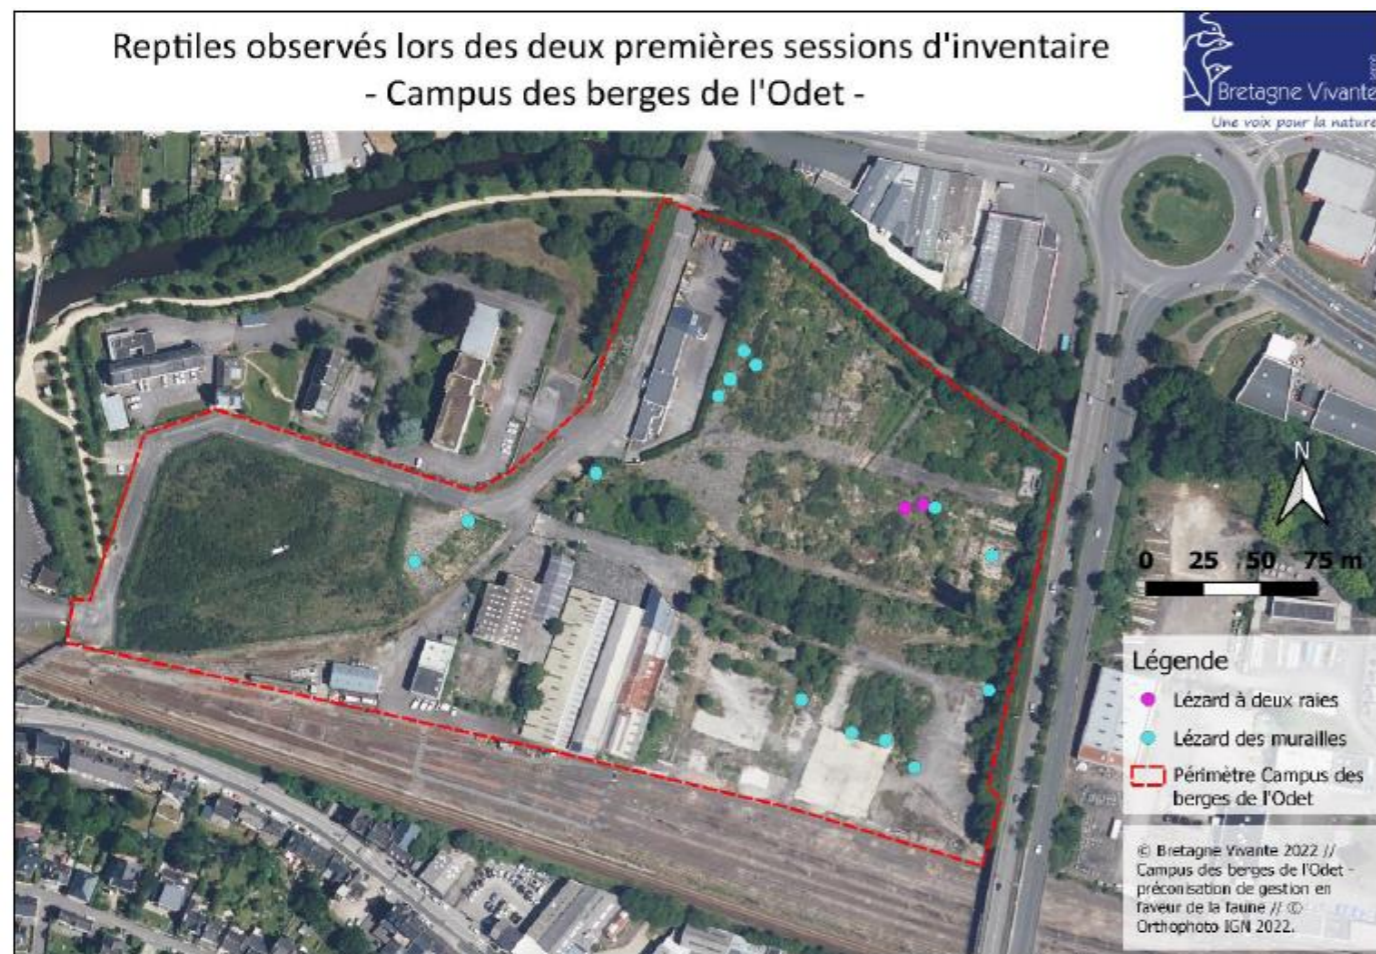 Reptiles observés lors des deux premières sessions d'inventaire
- Campus des berges de l'Odet -
Bretagne Vivante
Une voix pour la nature
N
0 25 50 75 m
Légende
Lézard à deux raies
Lézard des murailles
Périmètre Campus des
berges de l'Odet
© Bretagne Vivante 2022 //
Campus des berges de l'Odet -
préconisation de gestion en
faveur de la faune // ©
Orthophoto IGN 2022.